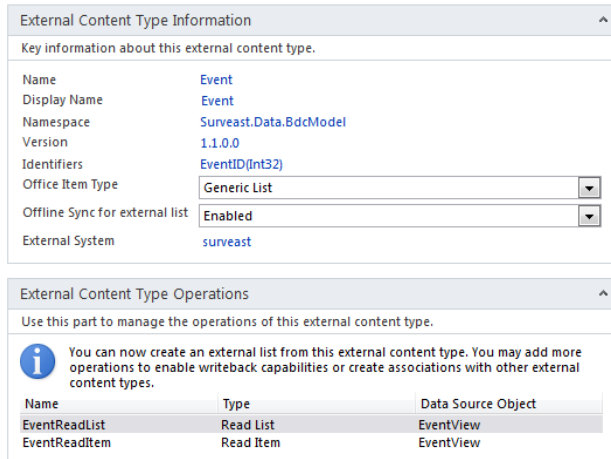 External Content Type Information
Key information about this external content type.
Name Event
Display Name Event
Namespace Surveast.Data.BdcModel
Version 1.1.0.0
Identifiers EventID(Int32)
Office Item Type Generic List
Offline Sync for external list Enabled
External System surveast
External Content Type Operations
Use this part to manage the operations of this external content type.
You can now create an external list from this external content type. You may add more
operations to enable writeback capabilities or create associations with other external
content types.
Name Type Data Source Object
EventReadList Read List EventView
EventReadItem Read Item EventView